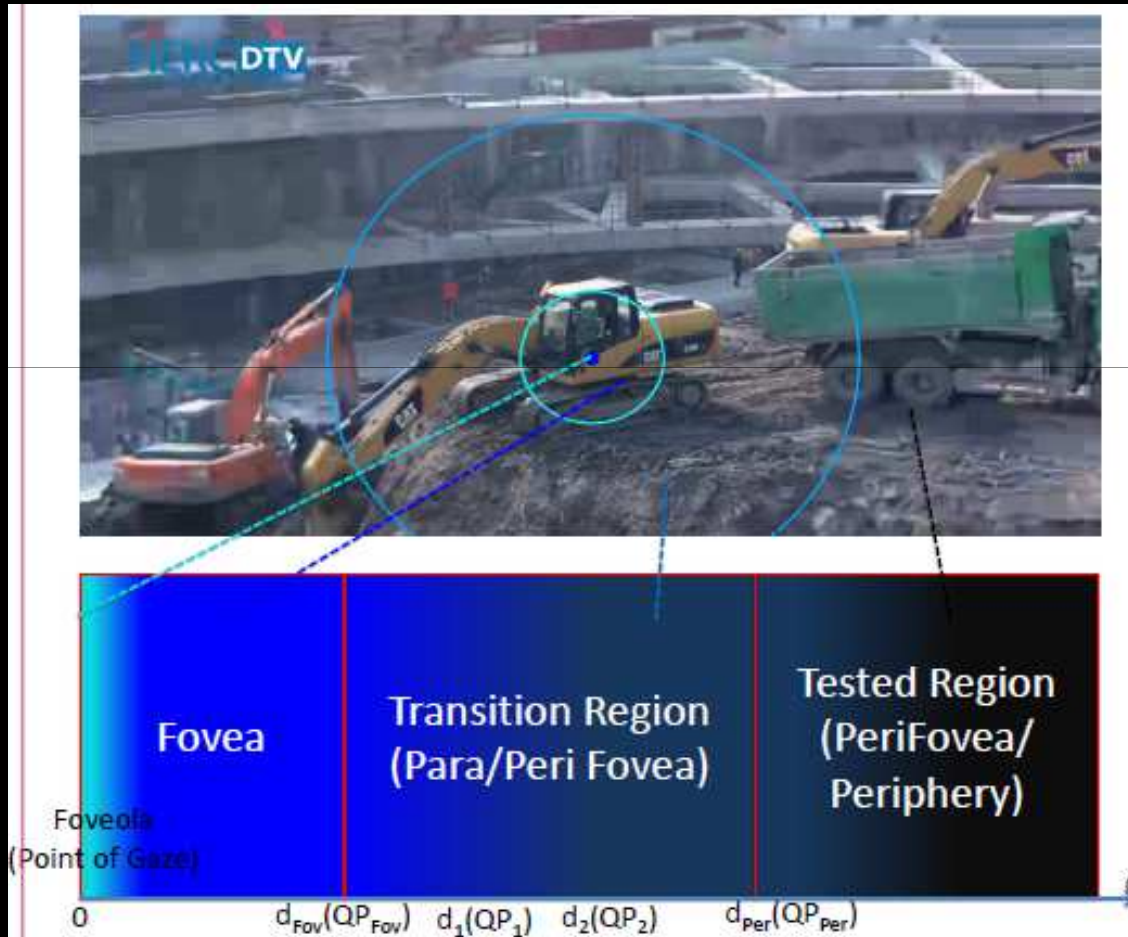 DTV
CAT
CAT
Fovea
Transition Region
(Para/Peri Fovea)
Tested Region
(PeriFovea/
Periphery)
Foveola
(Point of Gaze)
0
d_Fov(QP_Fov)
d_1(QP_1)
d_2(QP_2)
d_Per(QP_Per)